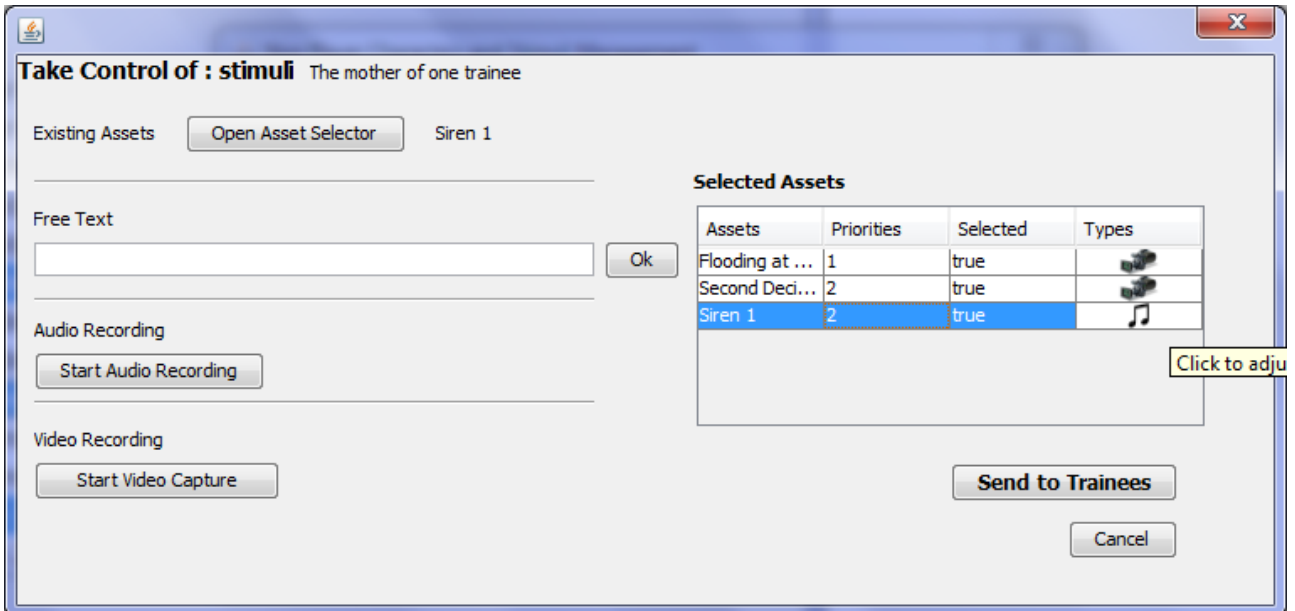 Take Control of : stimuli The mother of one trainee
Existing Assets Open Asset Selector Siren 1
Selected Assets
Free Text
Ok
Assets Priorities Selected Types
Flooding at ... 1 true
Second Deci... 2 true
Siren 1 2 true
Audio Recording
Start Audio Recording
Click to adju
Video Recording
Start Video Capture
Send to Trainees
Cancel